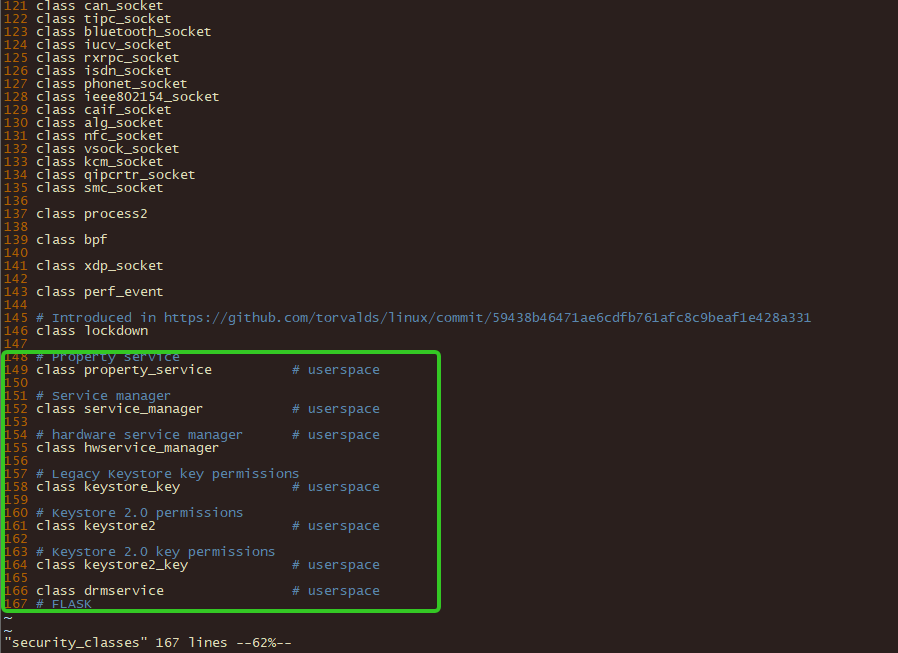 121 class can_socket
122 class tipc_socket
123 class bluetooth_socket
124 class iucv_socket
125 class rxrpc_socket
126 class isdn_socket
127 class phonet_socket
128 class ieee802154_socket
129 class caif_socket
130 class alg_socket
131 class nfc_socket
132 class vsock_socket
133 class kcm_socket
134 class qipcrtr_socket
135 class smc_socket
136
137 class process2
138
139 class bpf
140
141 class xdp_socket
142
143 class perf_event
144
145 # Introduced in https://github.com/torvalds/linux/commit/59438b46471ae6cdfb761afc8c9beaf1e428a331
146 class lockdown
147
148 # Property service
149 class property_service # userspace
150
151 # Service manager
152 class service_manager # userspace
153
154 # hardware service manager # userspace
155 class hwservice_manager
156
157 # Legacy Keystore key permissions
158 class keystore_key # userspace
159
160 # Keystore 2.0 permissions
161 class keystore2 # userspace
162
163 # Keystore 2.0 key permissions
164 class keystore2_key # userspace
165
166 class drmservice # userspace
167 # FLASK
~
~
"security_classes" 167 lines --62%--